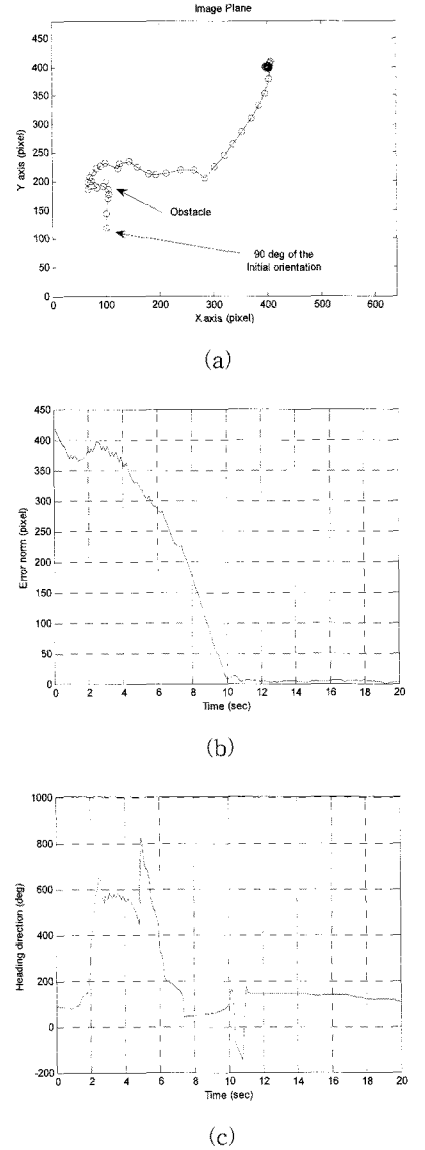 Image Plane
450
400
350
300
250
200
150
100
50
0
Y axis (pixel)
Obstacle
90 deg of the
Initial orientation
0 100 200 300 400 500 600
X axis (pixel)
(a)
450
400
350
300
250
200
150
100
50
0
Error norm (pixel)
0 2 4 6 8 10 12 14 16 18 20
Time (sec)
(b)
1000
800
600
400
200
0
-200
Heading direction (deg)
0 2 4 6 8 10 12 14 16 18 20
Time (sec)
(c)